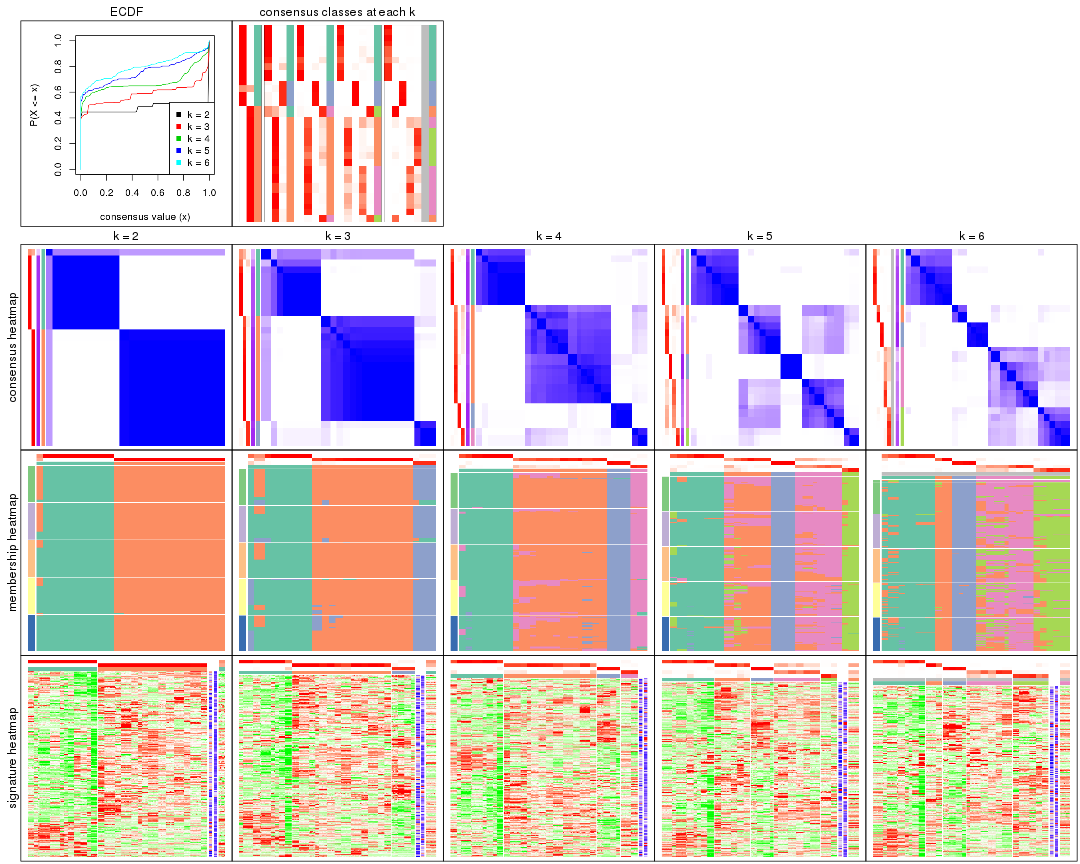 ECDF
consensus classes at each k
P(X <= x)
0.0
0.2
0.4
0.6
0.8
1.0
k = 2
k = 3
k = 4
k = 5
k = 6
0.0 0.2 0.4 0.6 0.8 1.0
consensus value (x)
k = 2
k = 3
k = 4
k = 5
k = 6
consensus heatmap
membership heatmap
signature heatmap